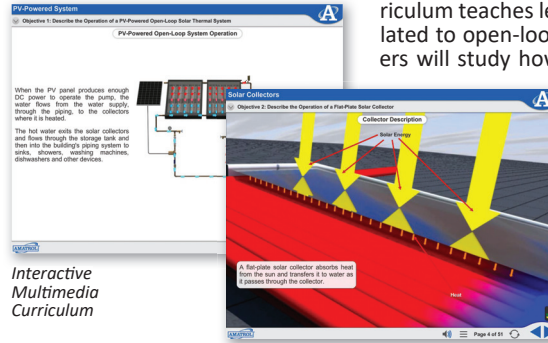 PV-Powered System
Objective 1: Describe the Operation of a PV-Powered Open-Loop Solar Thermal System
PV-Powered Open-Loop System Operation
When the PV panel produces enough
DC power to operate the pump, the
water flows from the water supply,
through the piping, to the collectors
where it is heated.
The hot water exits the solar collectors
and flows through the storage tank and
then into the building's piping system to
sinks, showers, washing machines,
dishwashers and other devices.
AMATROL
Interactive
Multimedia
Curriculum
riculum teaches le
lated to open-loo
ers will study how
Solar Collectors
Objective 2: Describe the Operation of a Flat-Plate Solar Collector
Collector Description
Solar Energy
A flat-plate solar collector absorbs heat
from the sun and transfers it to water as
it passes through the collector.
Heat
AMATROL
Page 4 of 51